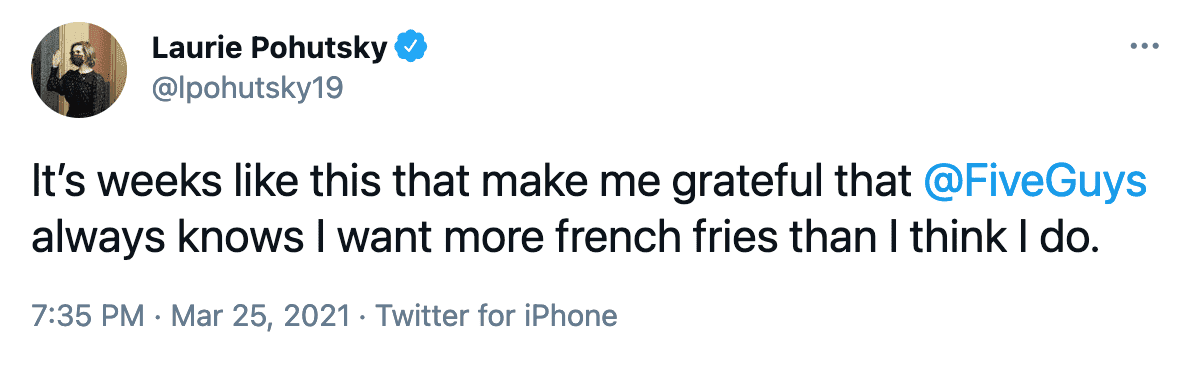 Laurie Pohutsky
@lpohutsky19
It’s weeks like this that make me grateful that @FiveGuys
always knows I want more french fries than I think I do.
7:35 PM · Mar 25, 2021 · Twitter for iPhone